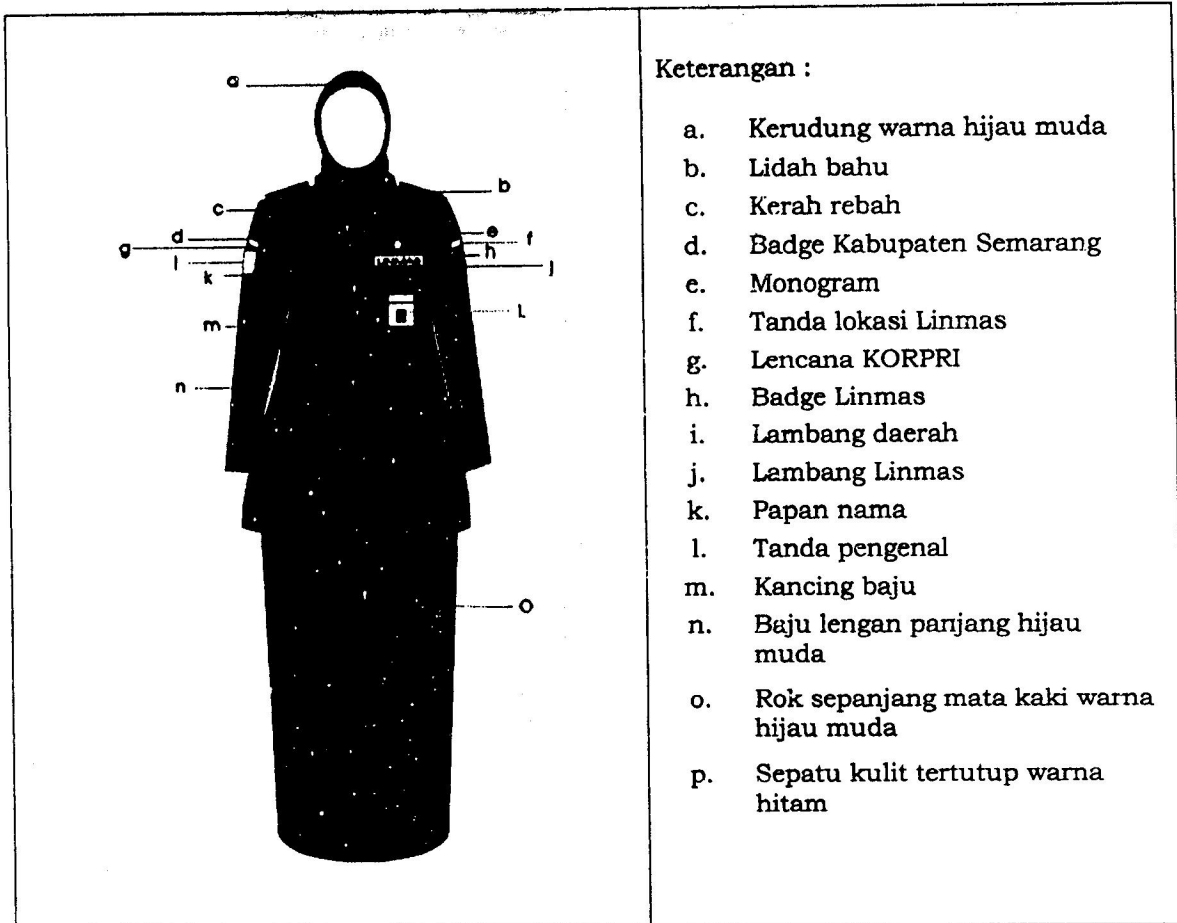 a
b
c
d
e
f
g
h
l
j
k
L
m
n
o
Keterangan :
a. Kerudung warna hijau muda
b. Lidah bahu
c. Kerah rebah
d. Badge Kabupaten Semarang
e. Monogram
f. Tanda lokasi Linmas
g. Lencana KORPRI
h. Badge Linmas
i. Lambang daerah
j. Lambang Linmas
k. Papan nama
l. Tanda pengenal
m. Kancing baju
n. Baju lengan panjang hijau
muda
o. Rok sepanjang mata kaki warna
hijau muda
p. Sepatu kulit tertutup warna
hitam